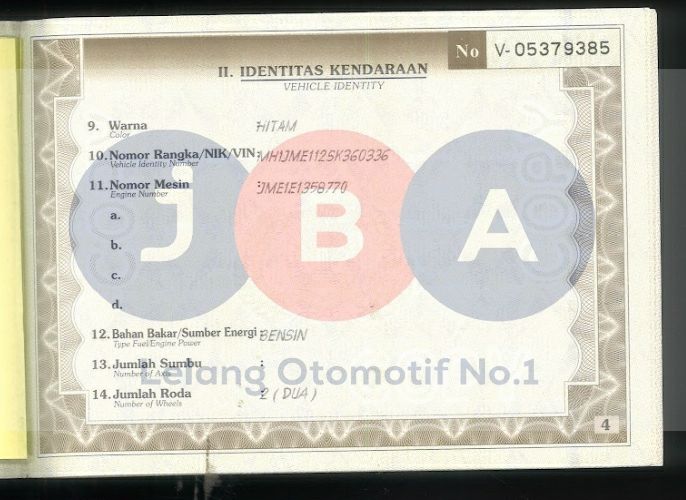 No V- 05379385
II. IDENTITAS KENDARAAN
VEHICLE IDENTITY
9. Warna : HITAM
Color
10. Nomor Rangka/NIK/VIN : MH1JME1125K360336
Vehicle Identity Number
11. Nomor Mesin : JME1E1358770
Engine Number
a.
b.
c.
d.
J B A
12. Bahan Bakar/Sumber Energi : BENSIN
Type Fuel/Engine Power
13. Jumlah Sumbu :
Number of Axis
Lelang Otomotif No.1
14. Jumlah Roda : 2 ( DUA )
Number of Wheels
4